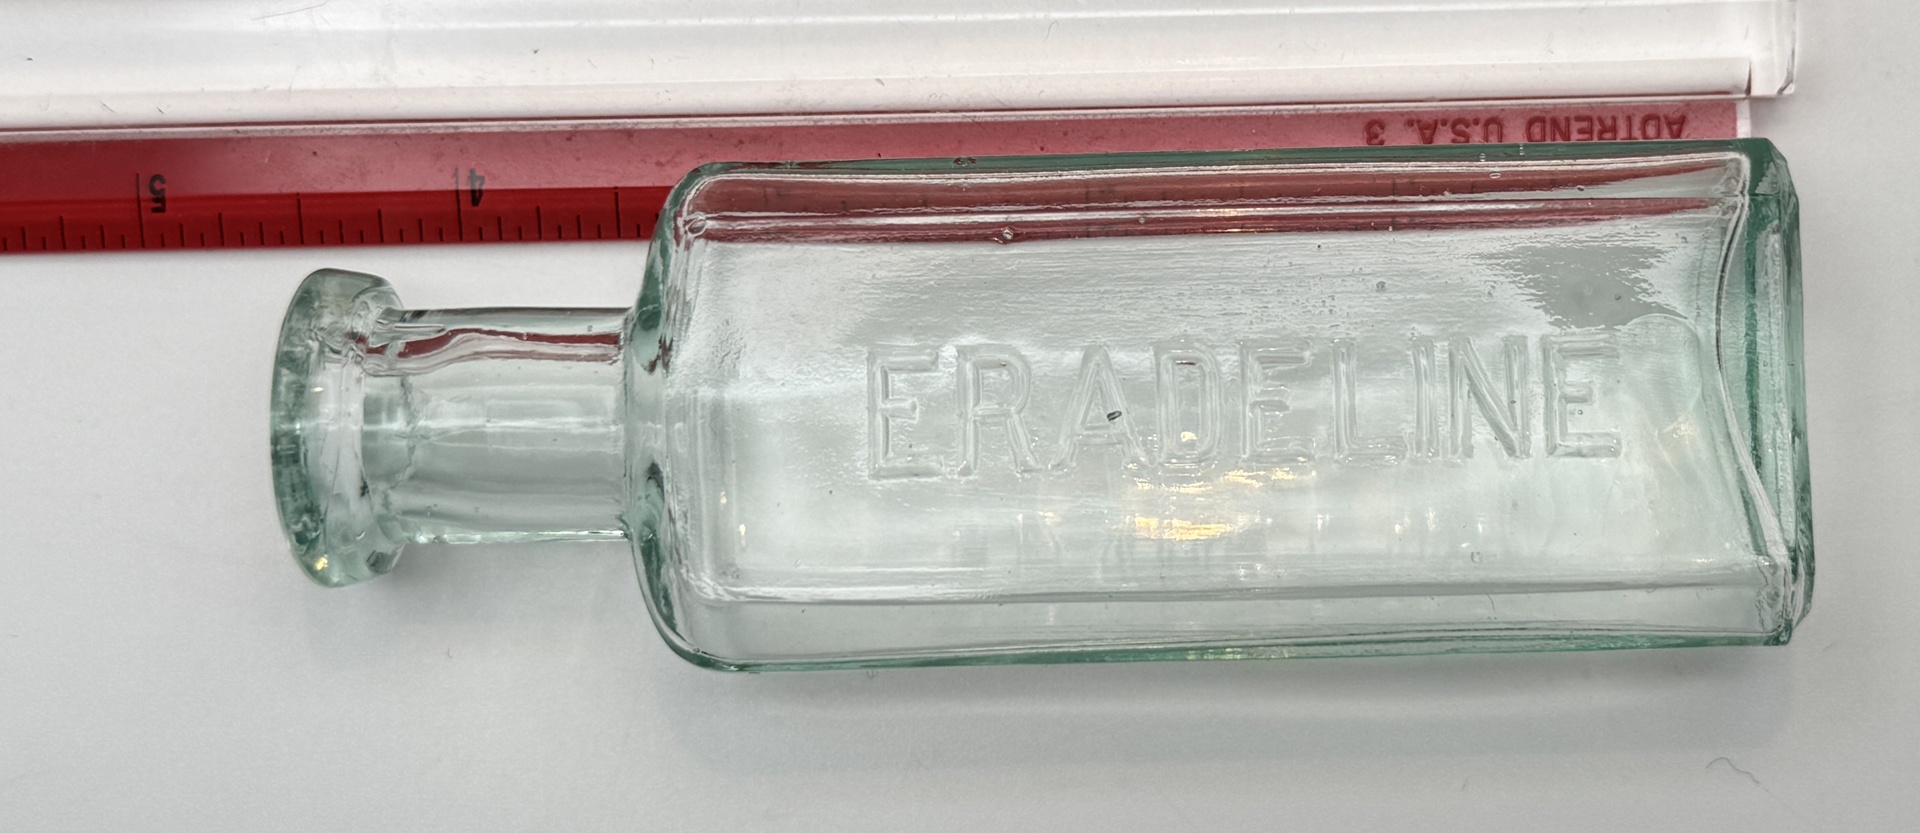 ADTREND U.S.A. 3
5 4
ERADELINE